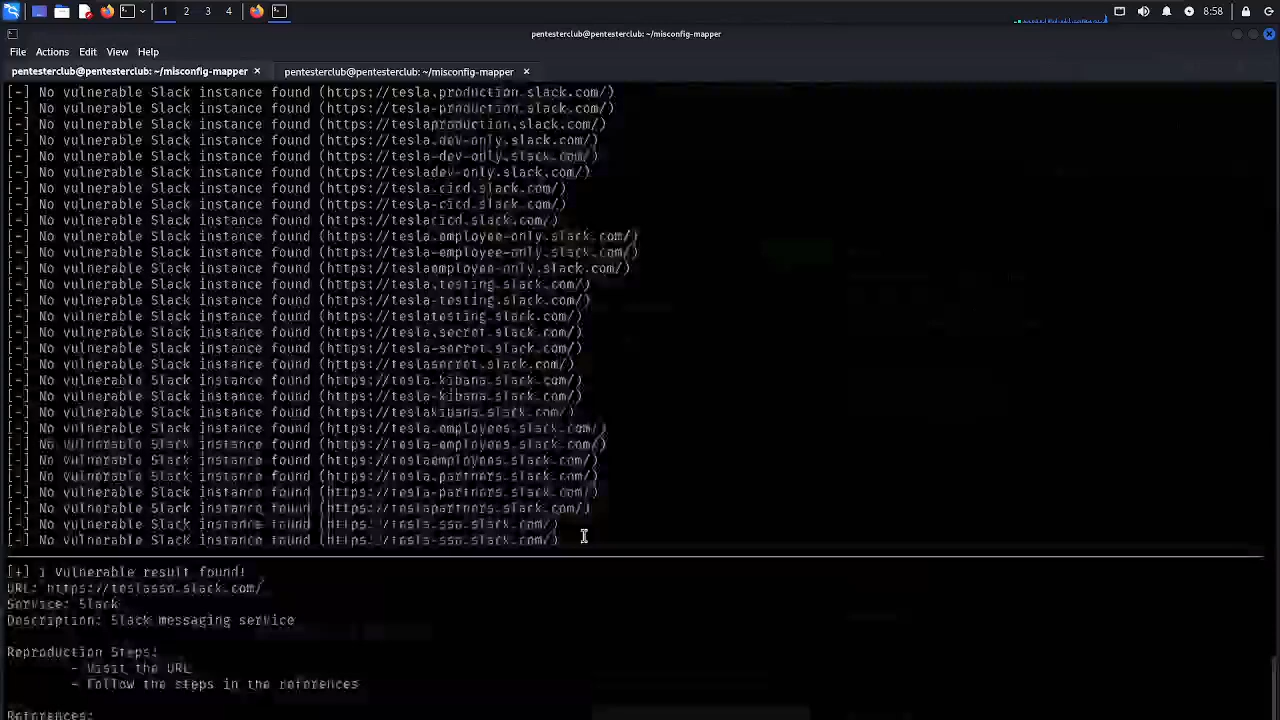 1 2 3 4 8:58
pentesterclub@pentesterclub: ~/misconfig-mapper
File Actions Edit View Help
pentesterclub@pentesterclub: ~/misconfig-mapper × pentesterclub@pentesterclub: ~/misconfig-mapper ×
[-] No vulnerable Slack instance found (https://tesla.production.slack.com/)
[-] No vulnerable Slack instance found (https://tesla-production.slack.com/)
[-] No vulnerable Slack instance found (https://teslaproduction.slack.com/)
[-] No vulnerable Slack instance found (https://tesla.dev-only.slack.com/)
[-] No vulnerable Slack instance found (https://tesla-dev-only.slack.com/)
[-] No vulnerable Slack instance found (https://tesladev-only.slack.com/)
[-] No vulnerable Slack instance found (https://tesla.cicd.slack.com/)
[-] No vulnerable Slack instance found (https://tesla-cicd.slack.com/)
[-] No vulnerable Slack instance found (https://teslacicd.slack.com/)
[-] No vulnerable Slack instance found (https://tesla.employee-only.slack.com/)
[-] No vulnerable Slack instance found (https://tesla-employee-only.slack.com/)
[-] No vulnerable Slack instance found (https://teslaemployee-only.slack.com/)
[-] No vulnerable Slack instance found (https://tesla.testing.slack.com/)
[-] No vulnerable Slack instance found (https://tesla-testing.slack.com/)
[-] No vulnerable Slack instance found (https://teslatesting.slack.com/)
[-] No vulnerable Slack instance found (https://tesla.secret.slack.com/)
[-] No vulnerable Slack instance found (https://tesla-secret.slack.com/)
[-] No vulnerable Slack instance found (https://teslasecret.slack.com/)
[-] No vulnerable Slack instance found (https://tesla.kibana.slack.com/)
[-] No vulnerable Slack instance found (https://tesla-kibana.slack.com/)
[-] No vulnerable Slack instance found (https://teslakibana.slack.com/)
[-] No vulnerable Slack instance found (https://tesla.employees.slack.com/)
[-] No vulnerable Slack instance found (https://tesla-employees.slack.com/)
[-] No vulnerable Slack instance found (https://teslaemployees.slack.com/)
[-] No vulnerable Slack instance found (https://tesla.partners.slack.com/)
[-] No vulnerable Slack instance found (https://tesla-partners.slack.com/)
[-] No vulnerable Slack instance found (https://teslapartners.slack.com/)
[-] No vulnerable Slack instance found (https://tesla.sso.slack.com/)
[-] No vulnerable Slack instance found (https://tesla-sso.slack.com/)
[+] 1 Vulnerable result found!
URL: https://teslasso.slack.com/
Service: Slack
Description: Slack messaging service
Reproduction Steps:
- Visit the URL
- Follow the steps in the references
References: